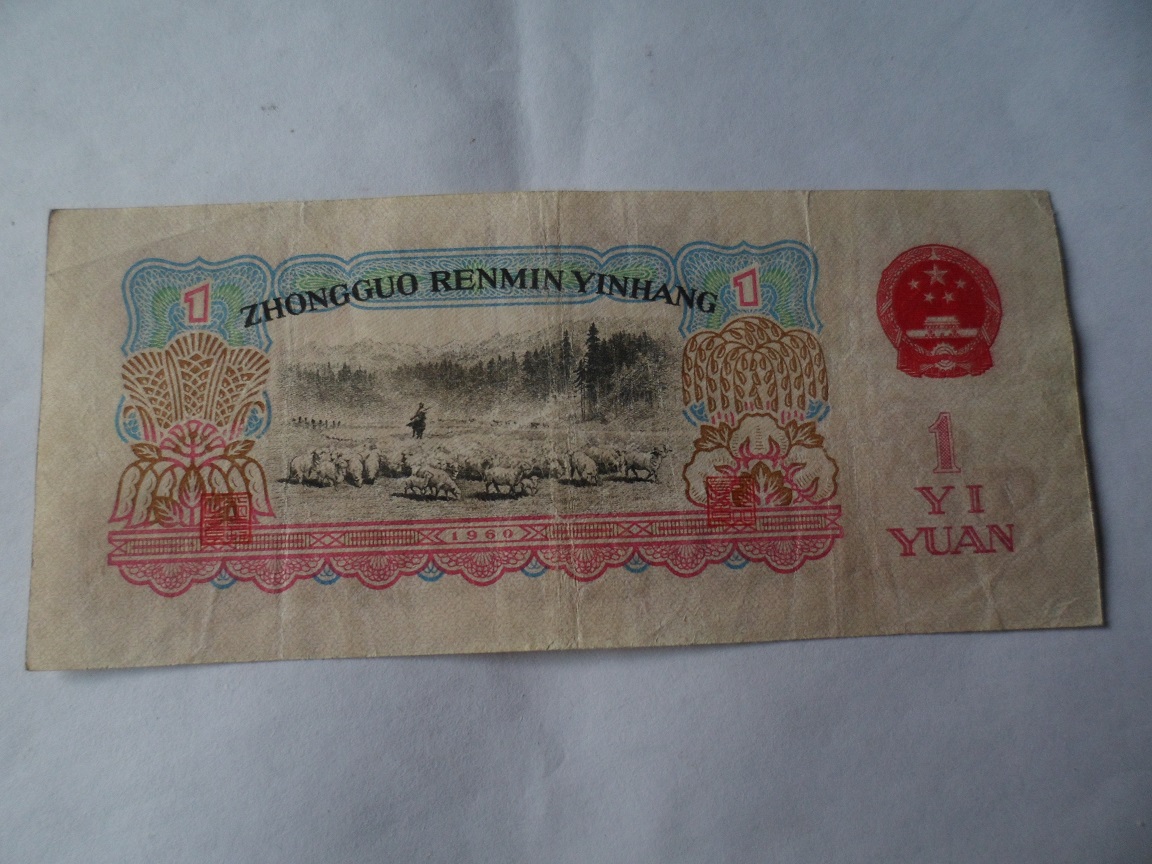 1
ZHONGGUO RENMIN YINHANG
1
1960
1
YI
YUAN